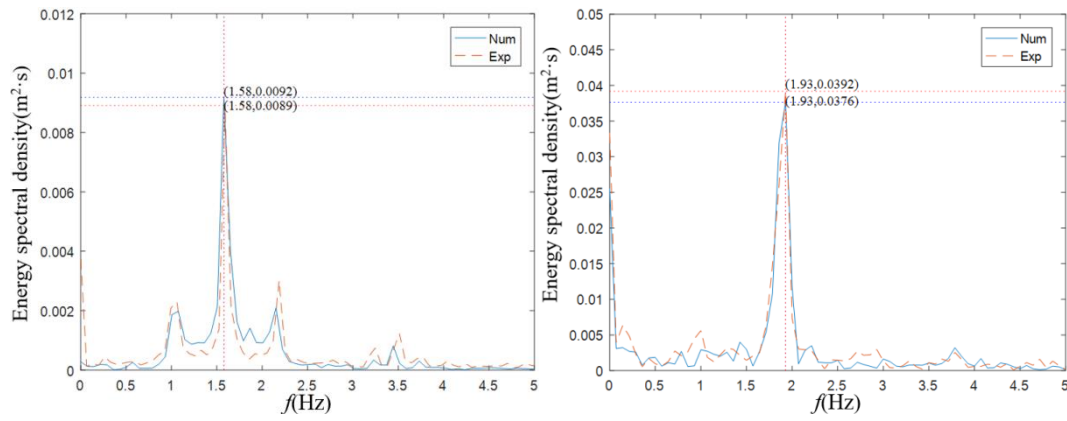 0.012
0.01
0.008
0.006
0.004
0.002
0
Energy spectral density(m²·s)
0 0.5 1 1.5 2 2.5 3 3.5 4 4.5 5
f(Hz)
Num
Exp
(1.58,0.0092)
(1.58,0.0089)
0.05
0.045
0.04
0.035
0.03
0.025
0.02
0.015
0.01
0.005
0
Energy spectral density(m²·s)
0 0.5 1 1.5 2 2.5 3 3.5 4 4.5 5
f(Hz)
Num
Exp
(1.93,0.0392)
(1.93,0.0376)